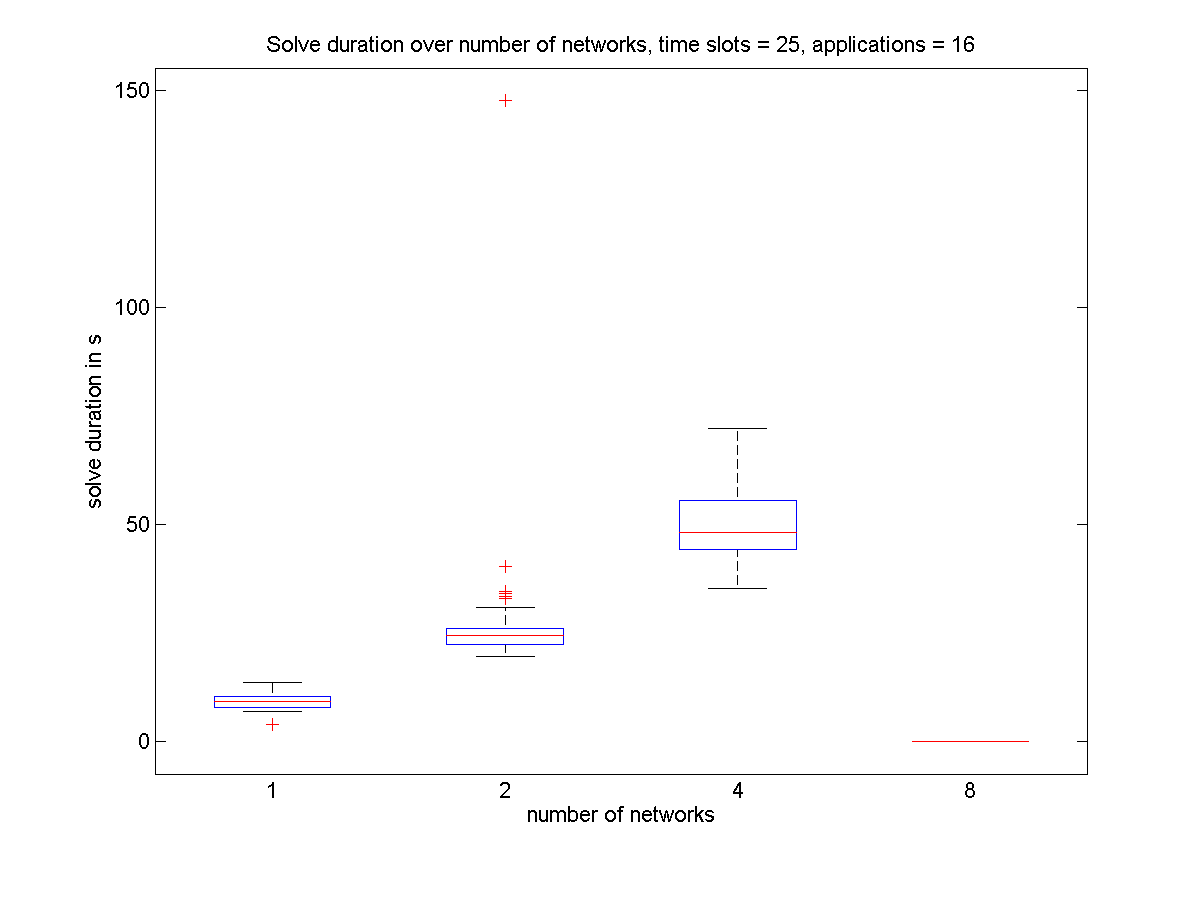 Solve duration over number of networks, time slots = 25, applications = 16
150
100
50
0
solve duration in s
1 2 4 8
number of networks